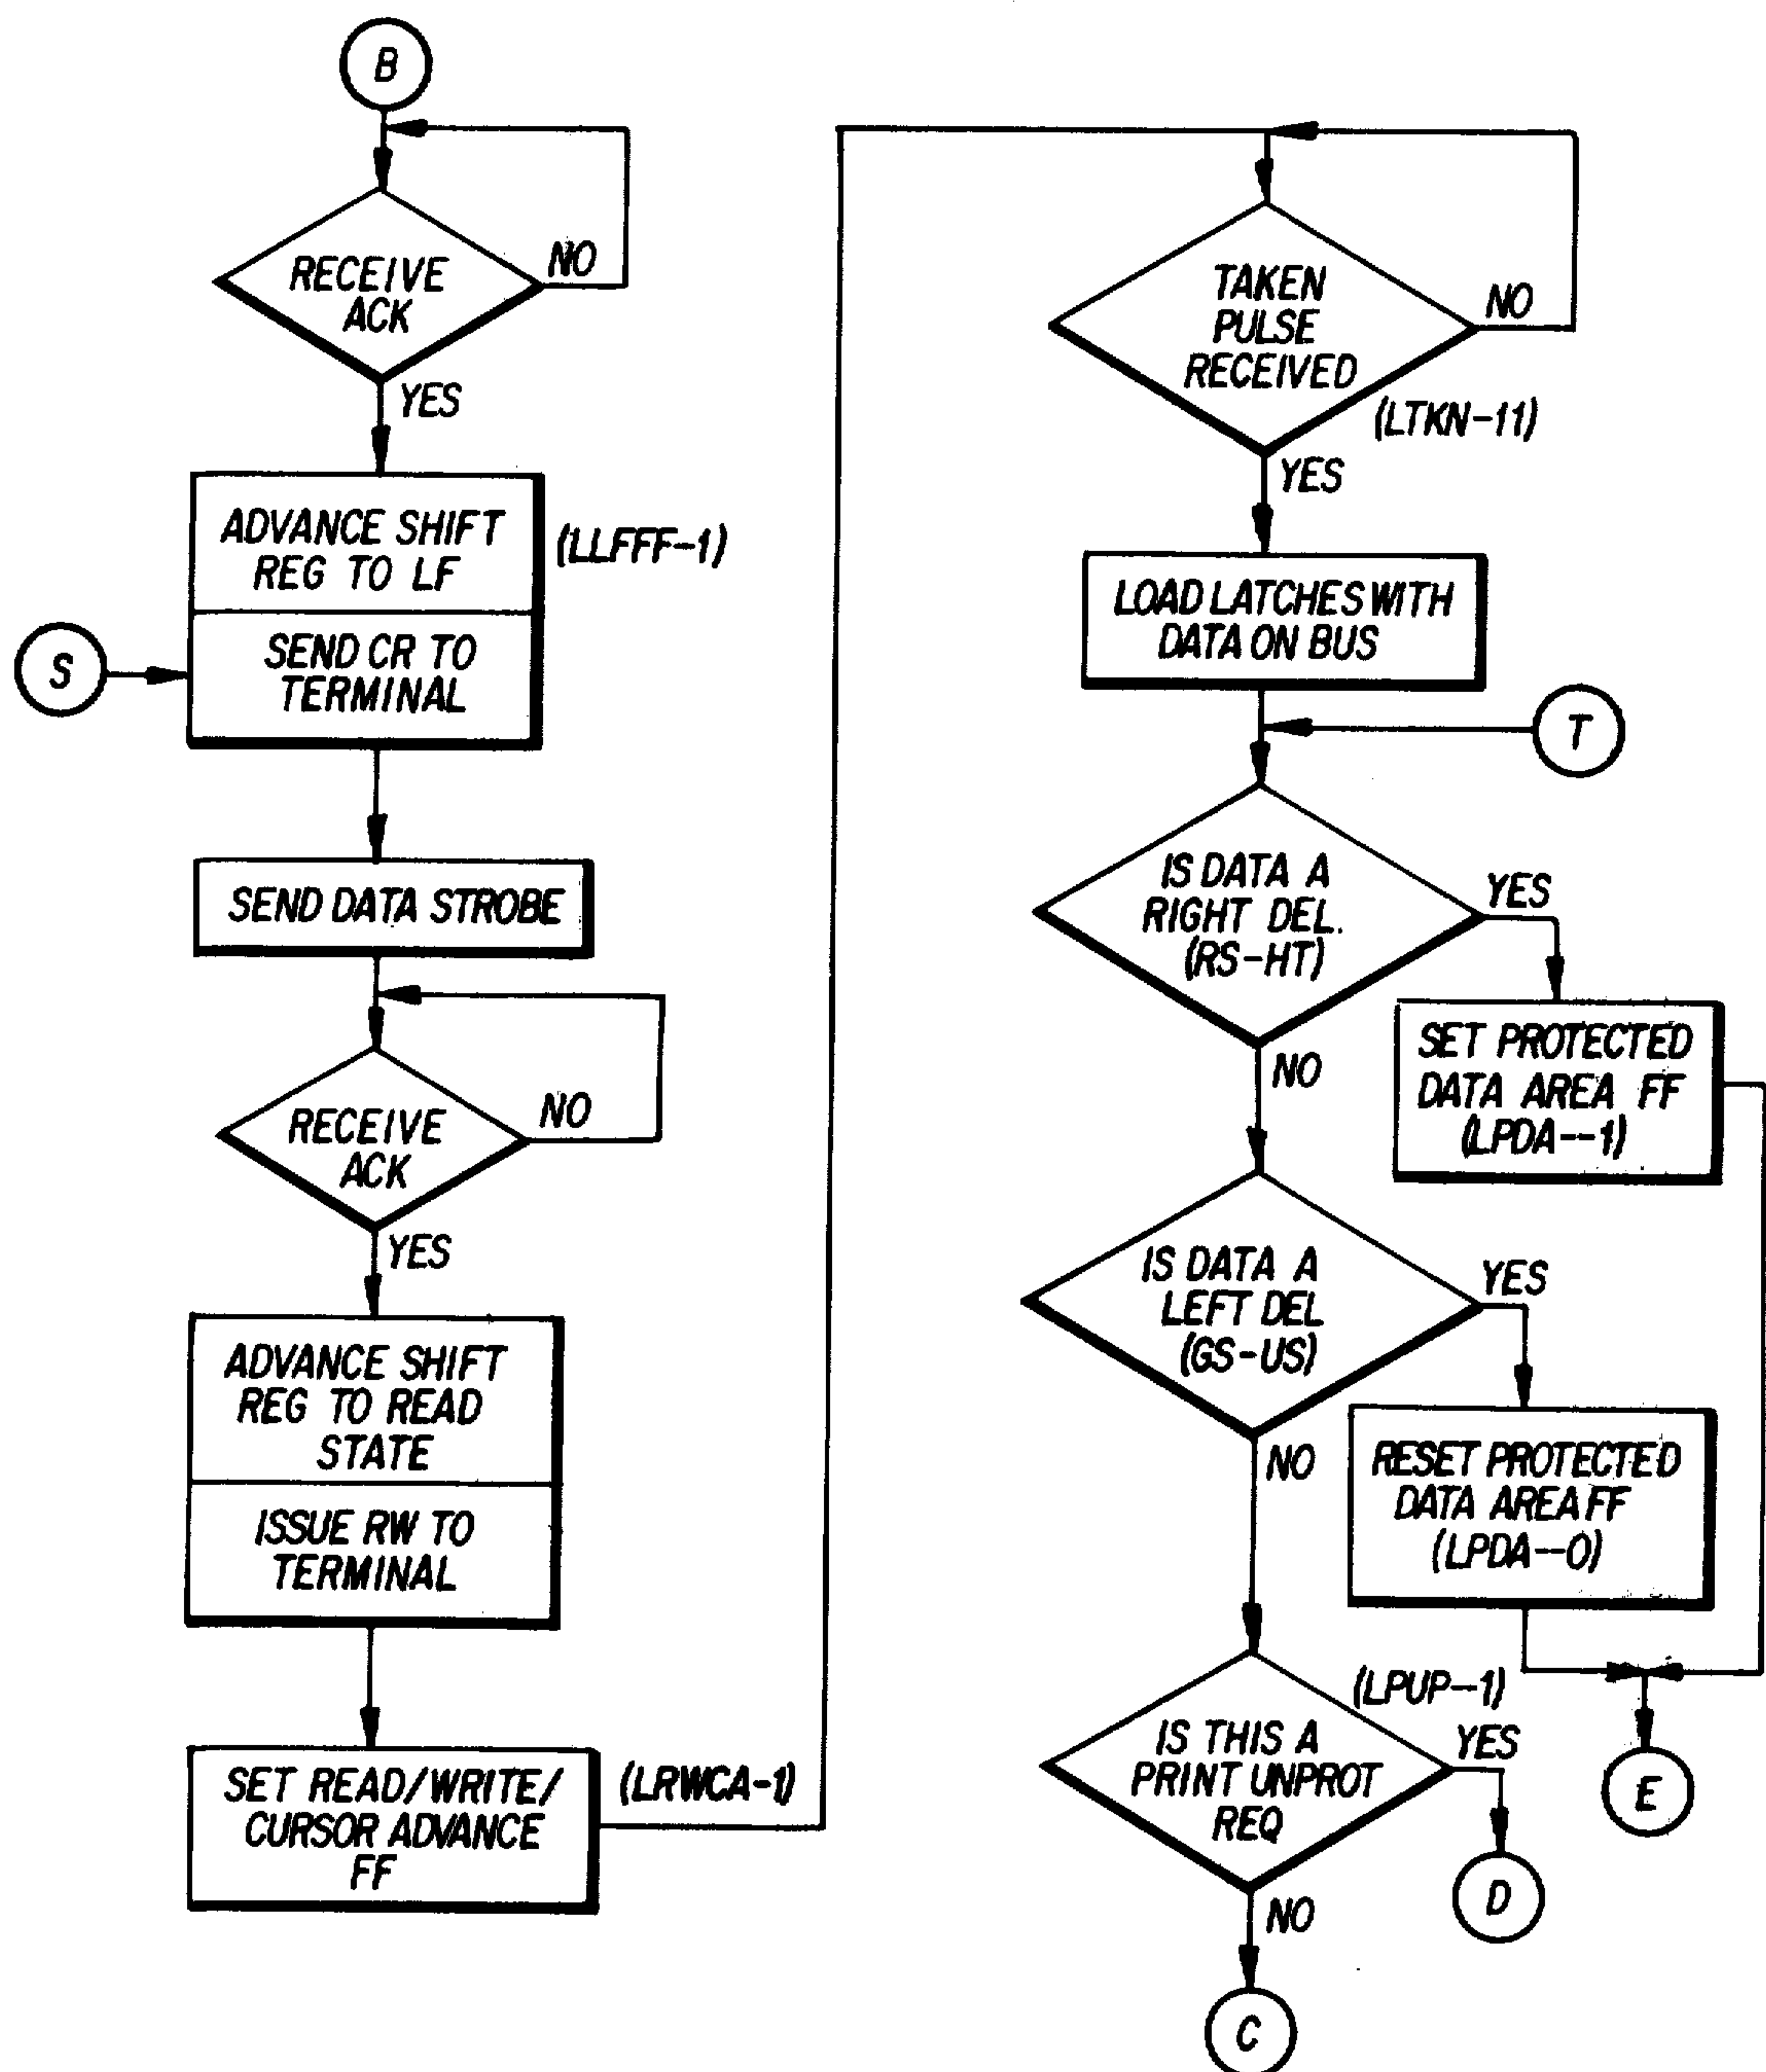 B
RECEIVE
ACK
NO
YES
ADVANCE SHIFT
REG TO LF
(LLFFF-1)
SEND CR TO
TERMINAL
S
SEND DATA STROBE
RECEIVE
ACK
NO
YES
ADVANCE SHIFT
REG TO READ
STATE
ISSUE RW TO
TERMINAL
SET READ/WRITE/
CURSOR ADVANCE
FF
(LRWCA-1)
TAKEN
PULSE
RECEIVED
NO
(LTKN-11)
YES
LOAD LATCHES WITH
DATA ON BUS
T
IS DATA A
RIGHT DEL.
(RS-HT)
YES
NO
SET PROTECTED
DATA AREA FF
(LPDA--1)
IS DATA A
LEFT DEL
(GS-US)
YES
NO
RESET PROTECTED
DATA AREA FF
(LPDA--0)
(LPUP--1)
IS THIS A
PRINT UNPROT
REQ
YES
E
D
NO
C